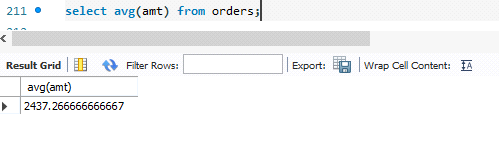 211 select avg(amt) from orders;
Result Grid Filter Rows: Export: Wrap Cell Content:
avg(amt)
2437.266666666667